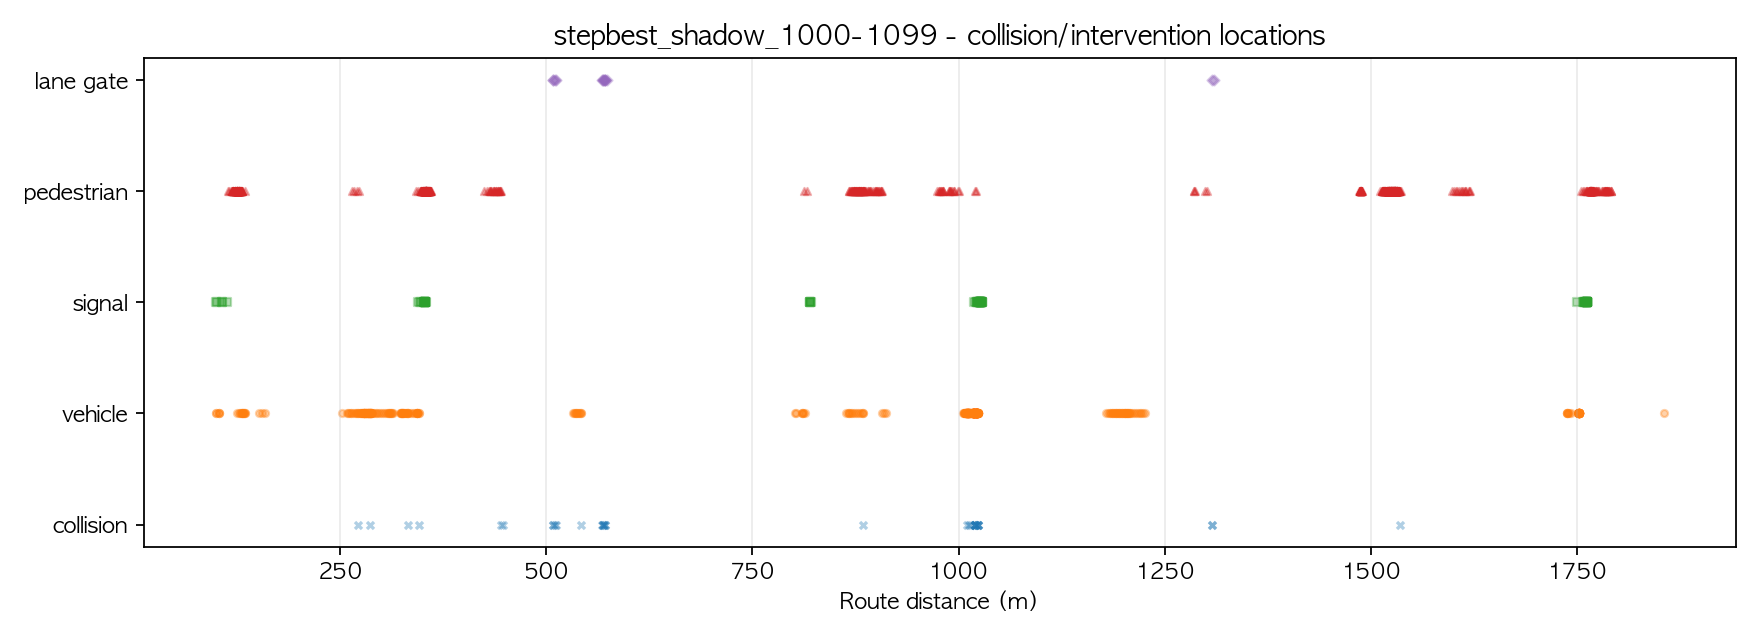 stepbest_shadow_1000-1099 - collision/intervention locations
lane gate
pedestrian
signal
vehicle
collision
250 500 750 1000 1250 1500 1750
Route distance (m)